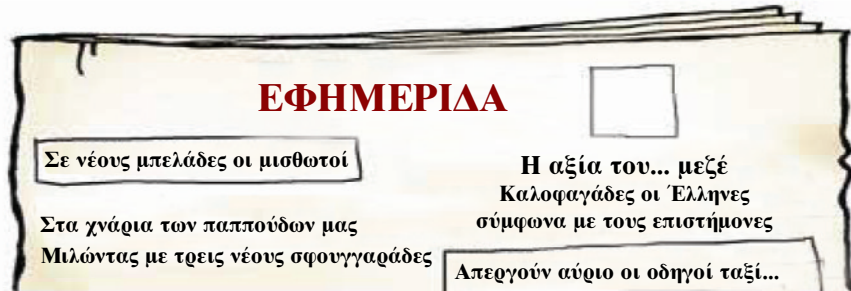 ΕΦΗΜΕΡΙΔΑ
Σε νέους μπελάδες οι μισθωτοί
Στα χνάρια των παππούδων μας
Μιλώντας με τρεις νέους σφουγγαράδες
Η αξία του... μεζέ
Καλοφαγάδες οι Έλληνες
σύμφωνα με τους επιστήμονες
Απεργούν αύριο οι οδηγοί ταξί...